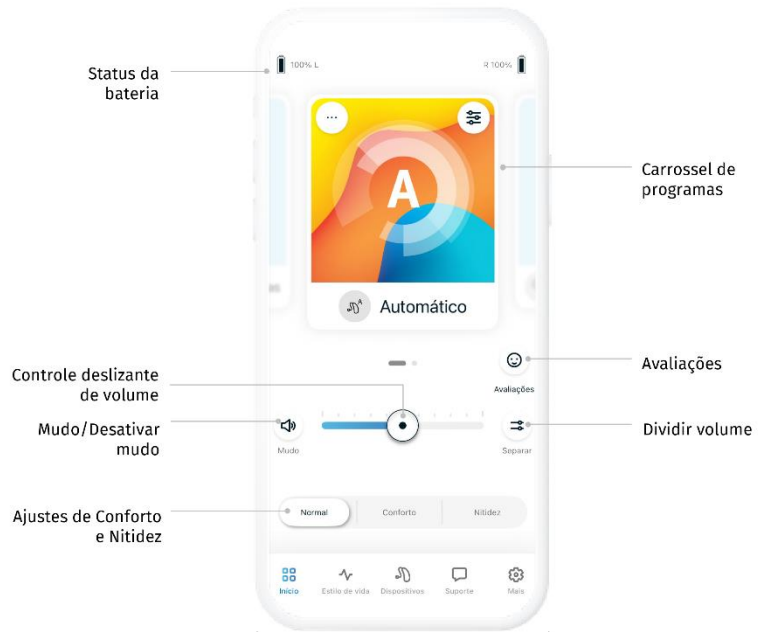 Status da
bateria
100% L
R 100%
Carrossel de
programas
A
A
Automático
Avaliações
Avaliações
Controle deslizante
de volume
Mudo/Desativar
mudo
Mudo
Dividir volume
Separar
Ajustes de Conforto
e Nitidez
Normal
Conforto
Nitidez
Início
Estilo de vida
Dispositivos
Suporte
Mais